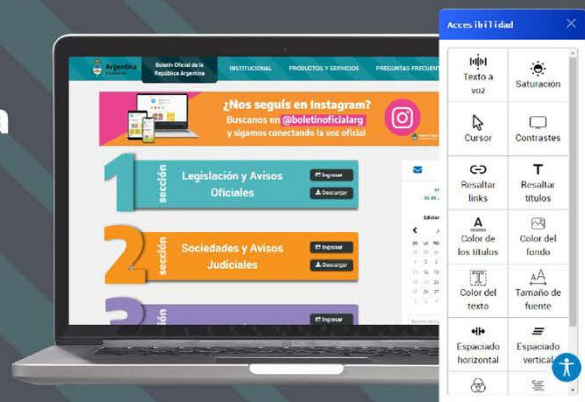 a
Argentina
Boletín Oficial de la
República Argentina
INSTITUCIONAL
PRODUCTOS Y SERVICIOS
PREGUNTAS FRECUENT
¿Nos seguís en Instagram?
Buscanos en @boletinoficialarg
y sigamos conectando la voz oficial
1
sección
Legislación y Avisos
Oficiales
Ingresar
Descargar
2
sección
Sociedades y Avisos
Judiciales
Ingresar
Descargar
sección
Ingresar
Accesibilidad
Texto a
voz
Saturación
Cursor
Contrastes
Resaltar
links
Resaltar
títulos
Color de
los títulos
Color del
fondo
Color del
texto
Tamaño de
fuente
Espaciado
horizontal
Espaciado
vertical